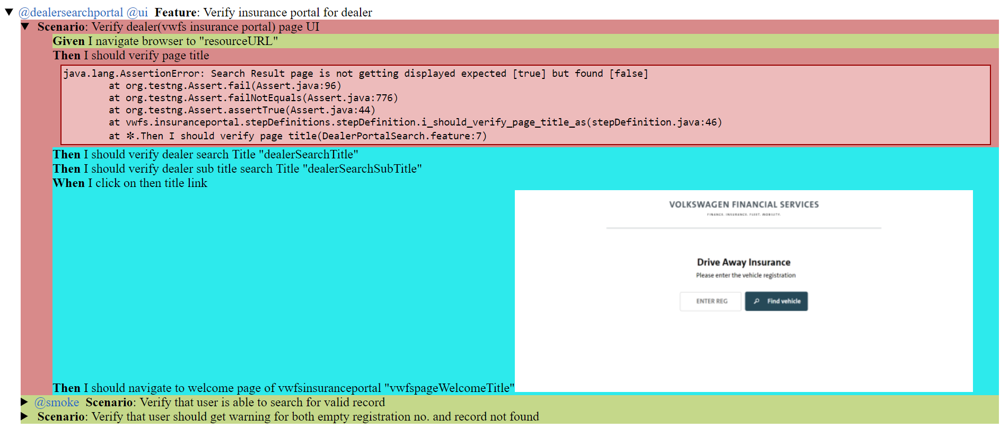 ▼ @dealersearchportal @ui Feature: Verify insurance portal for dealer
▼ Scenario: Verify dealer(vwfs insurance portal) page UI
Given I navigate browser to "resourceURL"
Then I should verify page title
java.lang.AssertionError: Search Result page is not getting displayed expected [true] but found [false]
at org.testng.Assert.fail(Assert.java:96)
at org.testng.Assert.failNotEquals(Assert.java:776)
at org.testng.Assert.assertTrue(Assert.java:44)
at vwfs.insuranceportal.stepDefinitions.stepDefinition.i_should_verify_page_title_as(stepDefinition.java:46)
at ✽.Then I should verify page title(DealerPortalSearch.feature:7)
Then I should verify dealer search Title "dealerSearchTitle"
Then I should verify dealer sub title search Title "dealerSearchSubTitle"
When I click on then title link
VOLKSWAGEN FINANCIAL SERVICES
FINANCE. INSURANCE. FLEET. MOBILITY.
Drive Away Insurance
Please enter the vehicle registration
ENTER REG Find vehicle
Then I should navigate to welcome page of vwfsinsuranceportal "vwfspageWelcomeTitle"
▶ @smoke Scenario: Verify that user is able to search for valid record
▶ Scenario: Verify that user should get warning for both empty registration no. and record not found